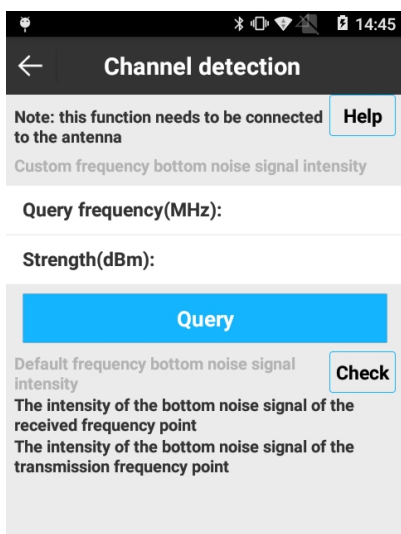 14:45
Channel detection
Note: this function needs to be connected
to the antenna
Help
Custom frequency bottom noise signal intensity
Query frequency(MHz):
Strength(dBm):
Query
Default frequency bottom noise signal
intensity
Check
The intensity of the bottom noise signal of the
received frequency point
The intensity of the bottom noise signal of the
transmission frequency point